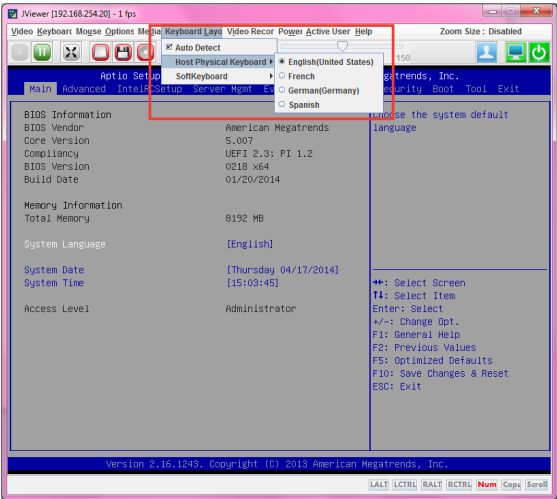 JViewer [192.168.254.20] - 1 fps
Video Keyboarc Mouse Options Media Keyboard Layo Video Recor Power Active User Help Zoom Size : Disabled
Auto Detect
Host Physical Keyboard English(United States)
SoftKeyboard French
German(Germany)
Spanish
150
Aptio Setup gatrends, Inc.
Main Advanced IntelRCSetup Server Mgmt Ev curity Boot Tool Exit
BIOS Information
BIOS Vendor American Megatrends
Core Version 5.007
Compliancy UEFI 2.3; PI 1.2
BIOS Version 0218 x64
Build Date 01/20/2014
Memory Information
Total Memory 8192 MB
System Language [English]
System Date [Thursday 04/17/2014]
System Time [15:03:45]
Access Level Administrator
Choose the system default
language
→←: Select Screen
↑↓: Select Item
Enter: Select
+/-: Change Opt.
F1: General Help
F2: Previous Values
F5: Optimized Defaults
F10: Save Changes & Reset
ESC: Exit
Version 2.16.1243. Copyright (C) 2013 American Megatrends, Inc.
LALT LCTRL RALT RCTRL Num Caps Scroll